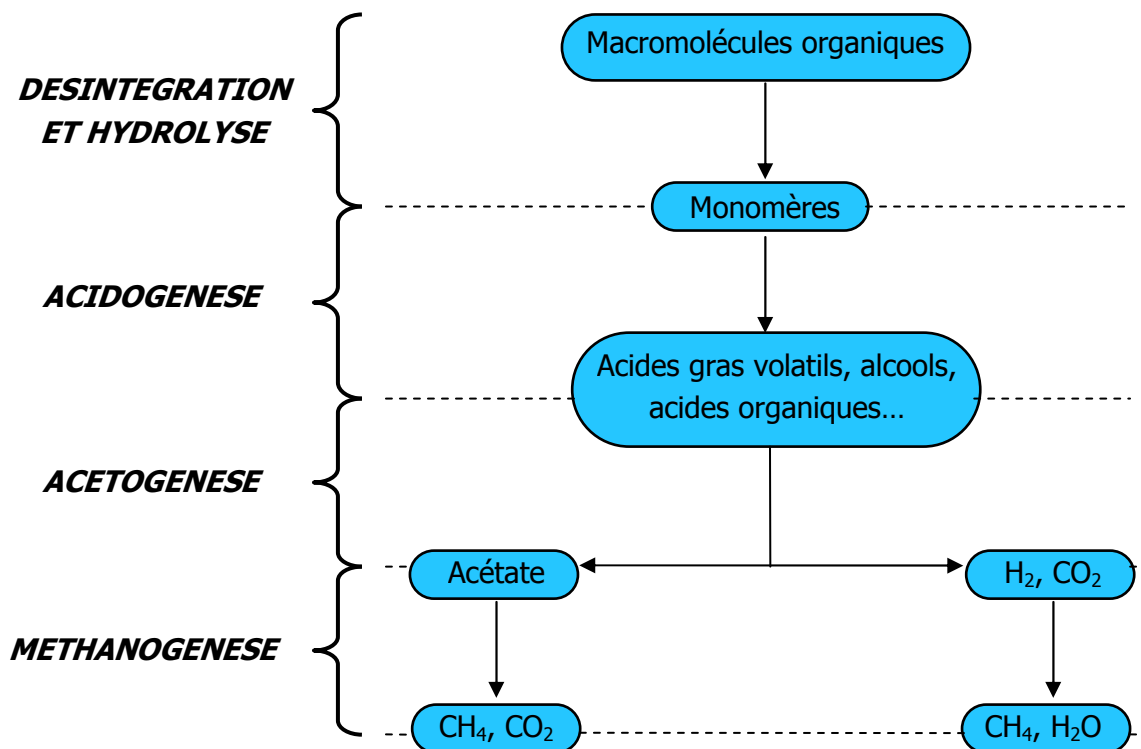 Macromolécules organiques
DESINTEGRATION
ET HYDROLYSE
Monomères
ACIDOGENESE
Acides gras volatils, alcools,
acides organiques…
ACETOGENESE
Acétate
H₂, CO₂
METHANOGENESE
CH₄, CO₂
CH₄, H₂O